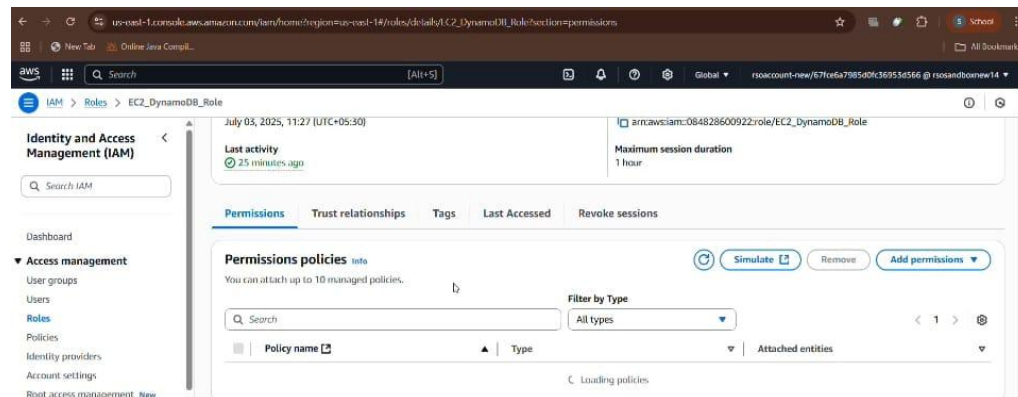 us-east-1.console.aws.amazon.com/iam/home?region=us-east-1#/roles/details/EC2_DynamoDB_Role?section=permissions
S School
New Tab Online Java Compil... All Bookmark
aws Search [Alt+S] Global rsoaccount-new/67fce6a7985d0fc36953d566 @ rsosandboxnew14
IAM > Roles > EC2_DynamoDB_Role
Identity and Access Management (IAM)
Search IAM
Dashboard
Access management
User groups
Users
Roles
Policies
Identity providers
Account settings
Root access management New
July 03, 2025, 11:27 (UTC+05:30)
arn:aws:iam::084828600922:role/EC2_DynamoDB_Role
Last activity
25 minutes ago
Maximum session duration
1 hour
Permissions Trust relationships Tags Last Accessed Revoke sessions
Permissions policies Info
You can attach up to 10 managed policies.
Simulate Remove Add permissions
Filter by Type
Search All types 1
Policy name Type Attached entities
Loading policies